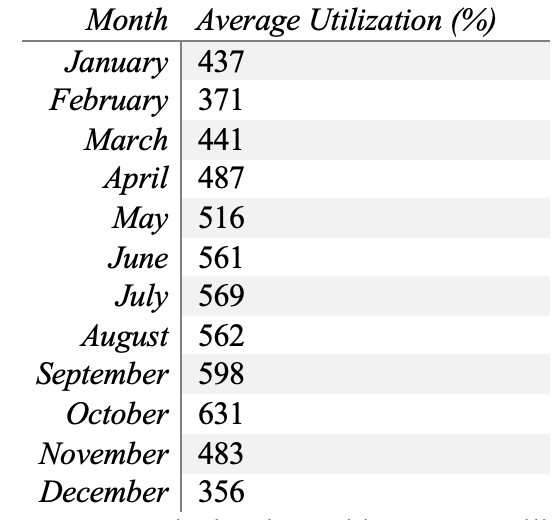 Month Average Utilization (%)
January 437
February 371
March 441
April 487
May 516
June 561
July 569
August 562
September 598
October 631
November 483
December 356